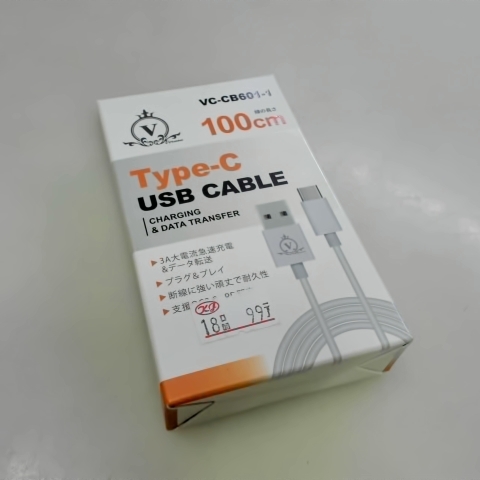 VC-CB601-1
V
線の長さ
100cm
Type-C
USB CABLE
CHARGING
& DATA TRANSFER
▶ 3A大電流急速充電
&データ転送
▶ プラグ&プレイ
▶ 断線に強い頑丈で耐久性
▶ 支援
18 99
V